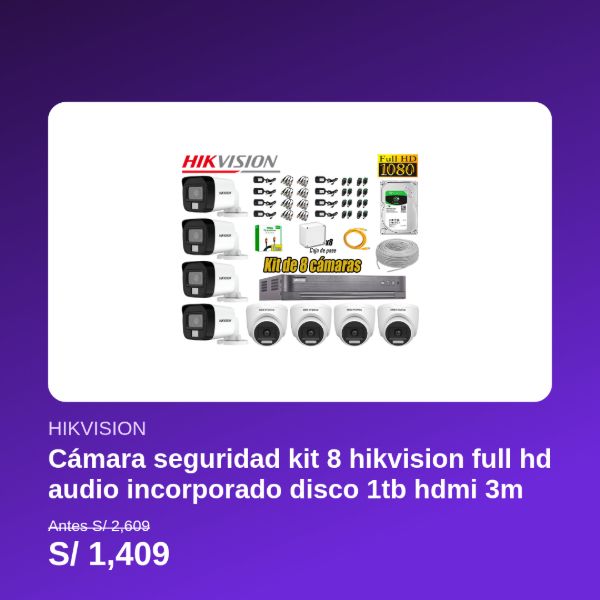 HIKVISION
Full HD
1080
x8
Caja de pase
Kit de 8 cámaras
HIKVISION
Cámara seguridad kit 8 hikvision full hd
audio incorporado disco 1tb hdmi 3m
Antes S/ 2,609
S/ 1,409